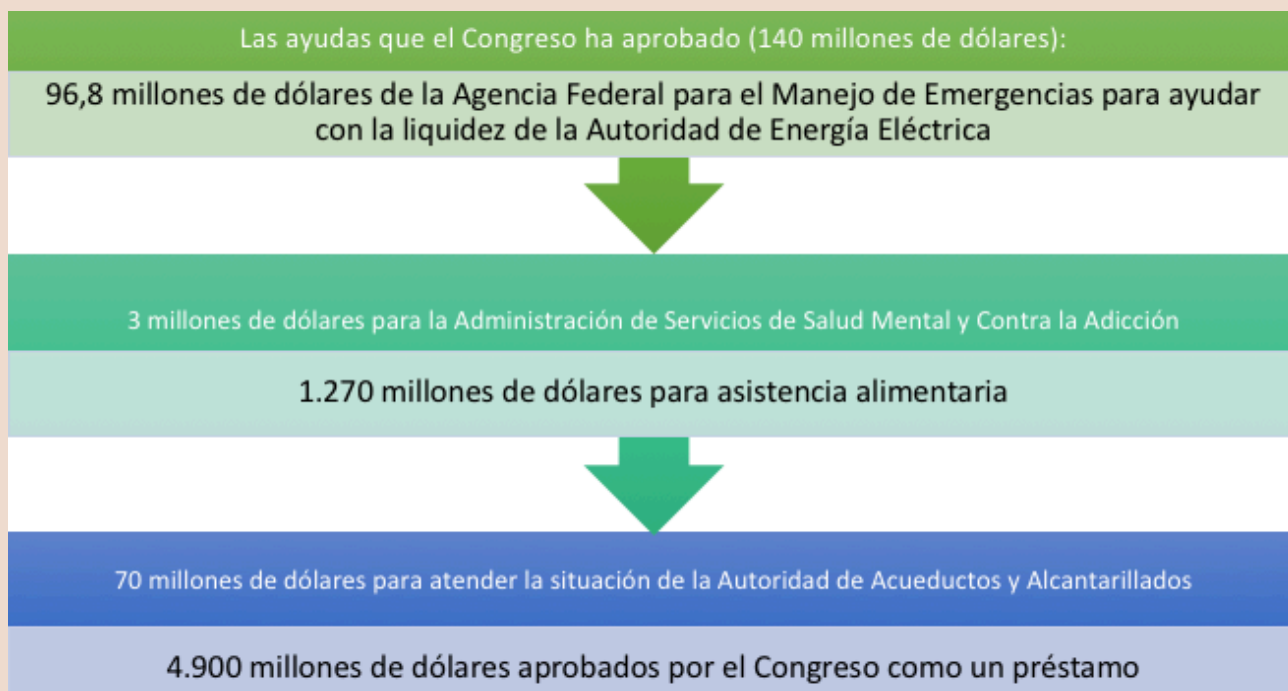 Las ayudas que el Congreso ha aprobado (140 millones de dólares):
96,8 millones de dólares de la Agencia Federal para el Manejo de Emergencias para ayudar
con la liquidez de la Autoridad de Energía Eléctrica
3 millones de dólares para la Administración de Servicios de Salud Mental y Contra la Adicción
1.270 millones de dólares para asistencia alimentaria
70 millones de dólares para atender la situación de la Autoridad de Acueductos y Alcantarillados
4.900 millones de dólares aprobados por el Congreso como un préstamo